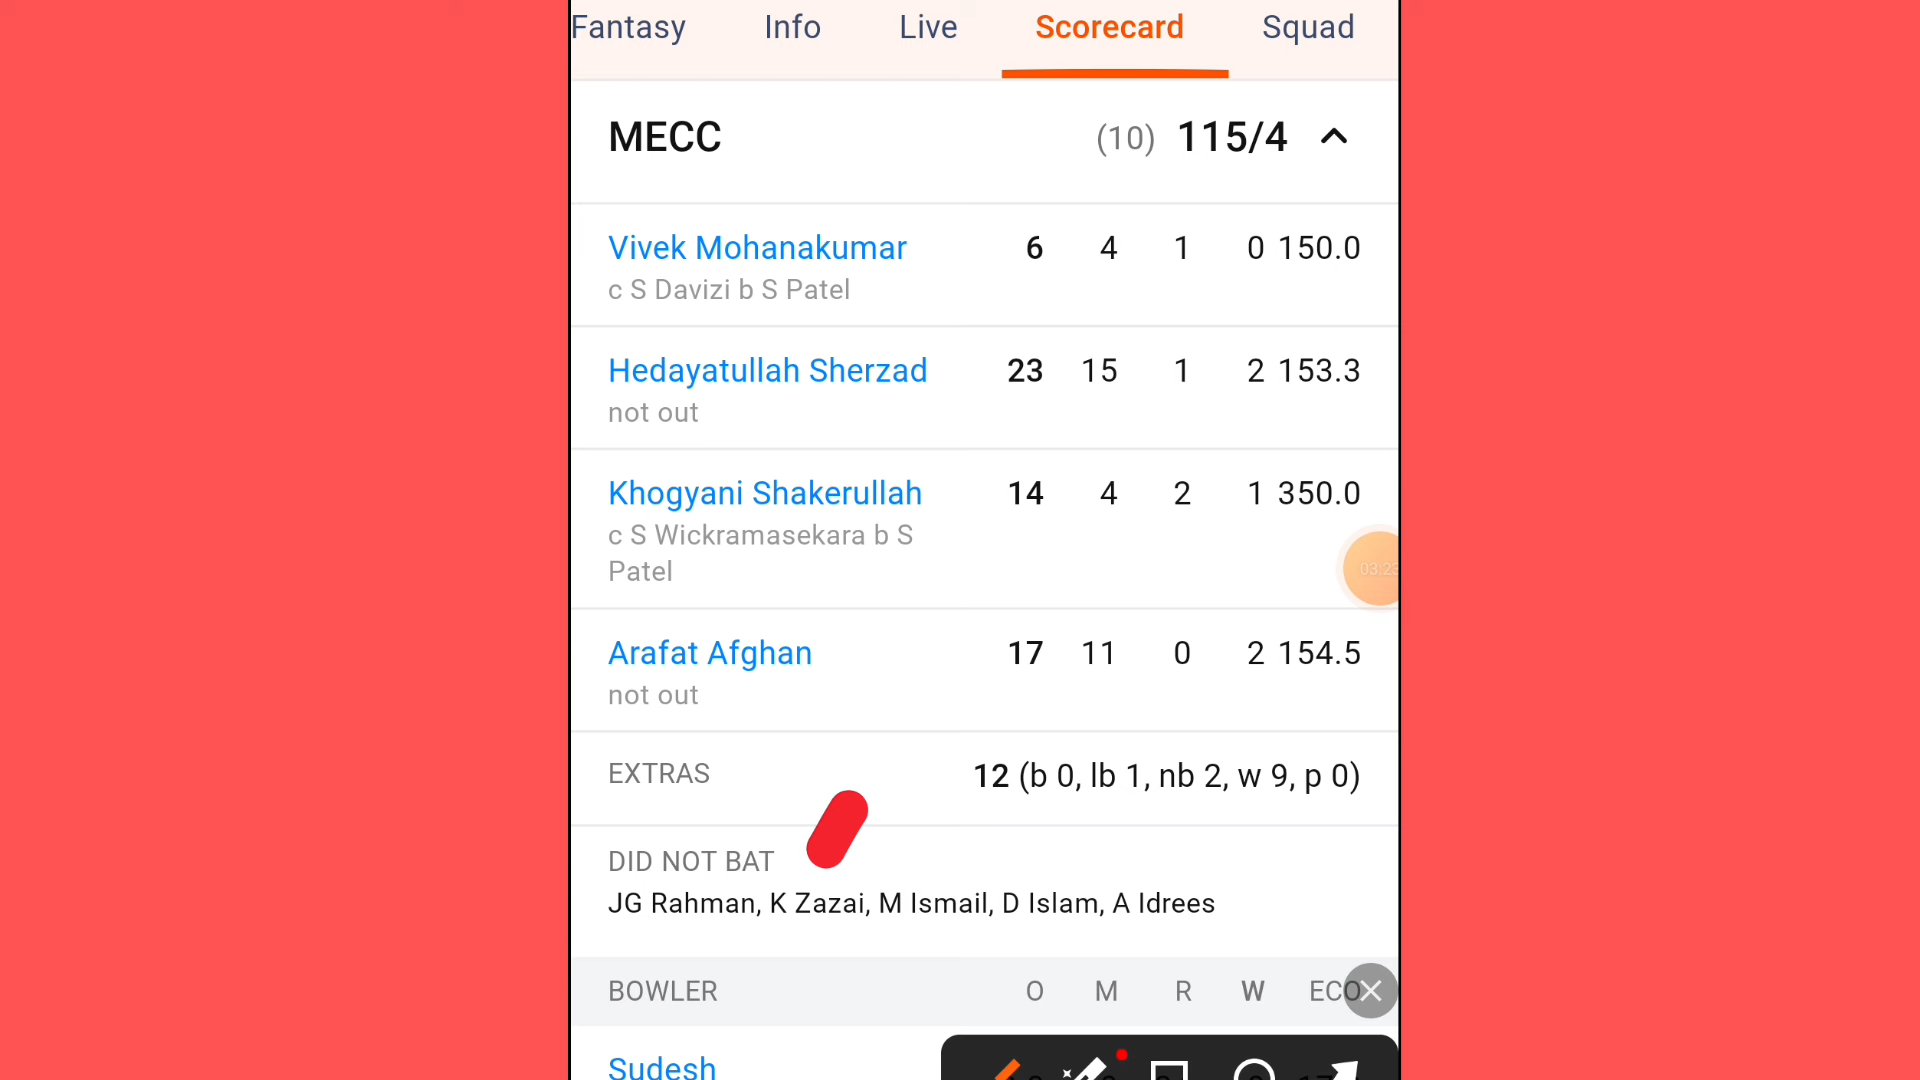 Fantasy Info Live Scorecard Squad
MECC (10) 115/4
Vivek Mohanakumar 6 4 1 0 150.0
c S Davizi b S Patel
Hedayatullah Sherzad 23 15 1 2 153.3
not out
Khogyani Shakerullah 14 4 2 1 350.0
c S Wickramasekara b S
Patel
03:23
Arafat Afghan 17 11 0 2 154.5
not out
EXTRAS 12 (b 0, lb 1, nb 2, w 9, p 0)
DID NOT BAT
JG Rahman, K Zazai, M Ismail, D Islam, A Idrees
BOWLER O M R W ECO
Sudesh